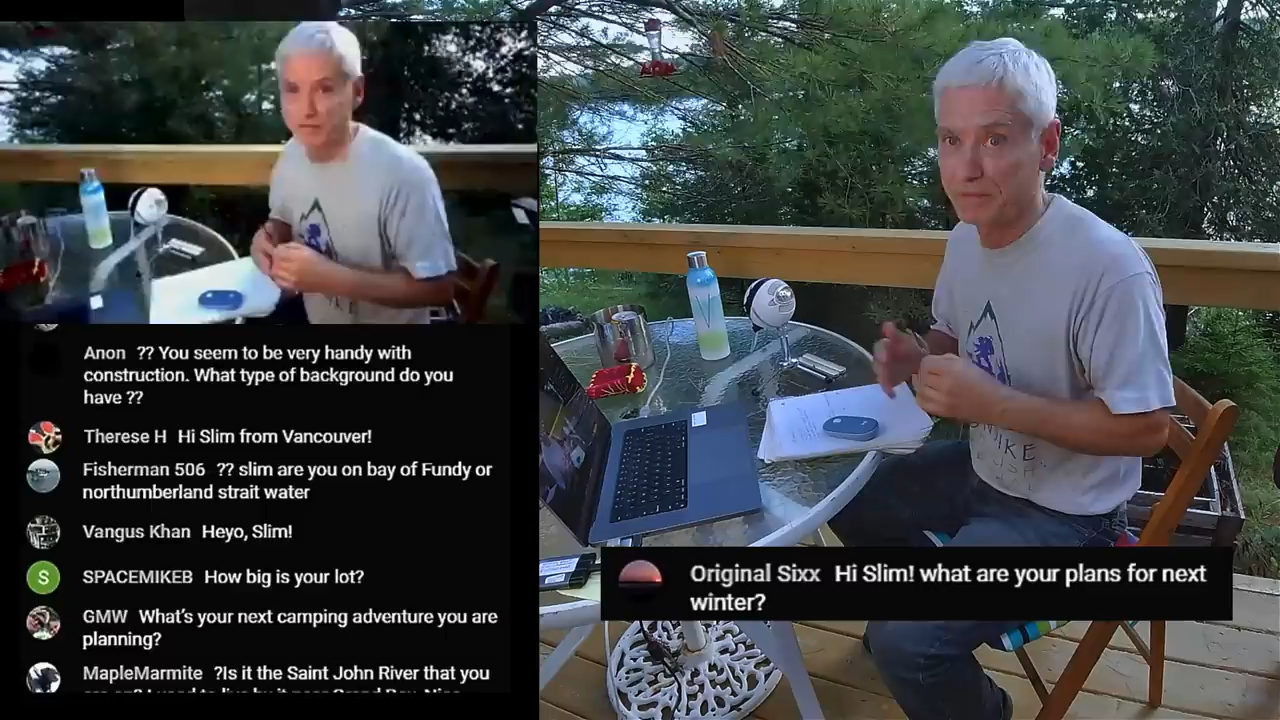 Anon ?? You seem to be very handy with
construction. What type of background do you
have ??
Therese H Hi Slim from Vancouver!
Fisherman 506 ?? slim are you on bay of Fundy or
northumberland strait water
Vangus Khan Heyo, Slim!
S
SPACEMIKEB How big is your lot?
GMW What's your next camping adventure you are
planning?
MapleMarmite ?Is it the Saint John River that you
Original Sixx Hi Slim! what are your plans for next
winter?